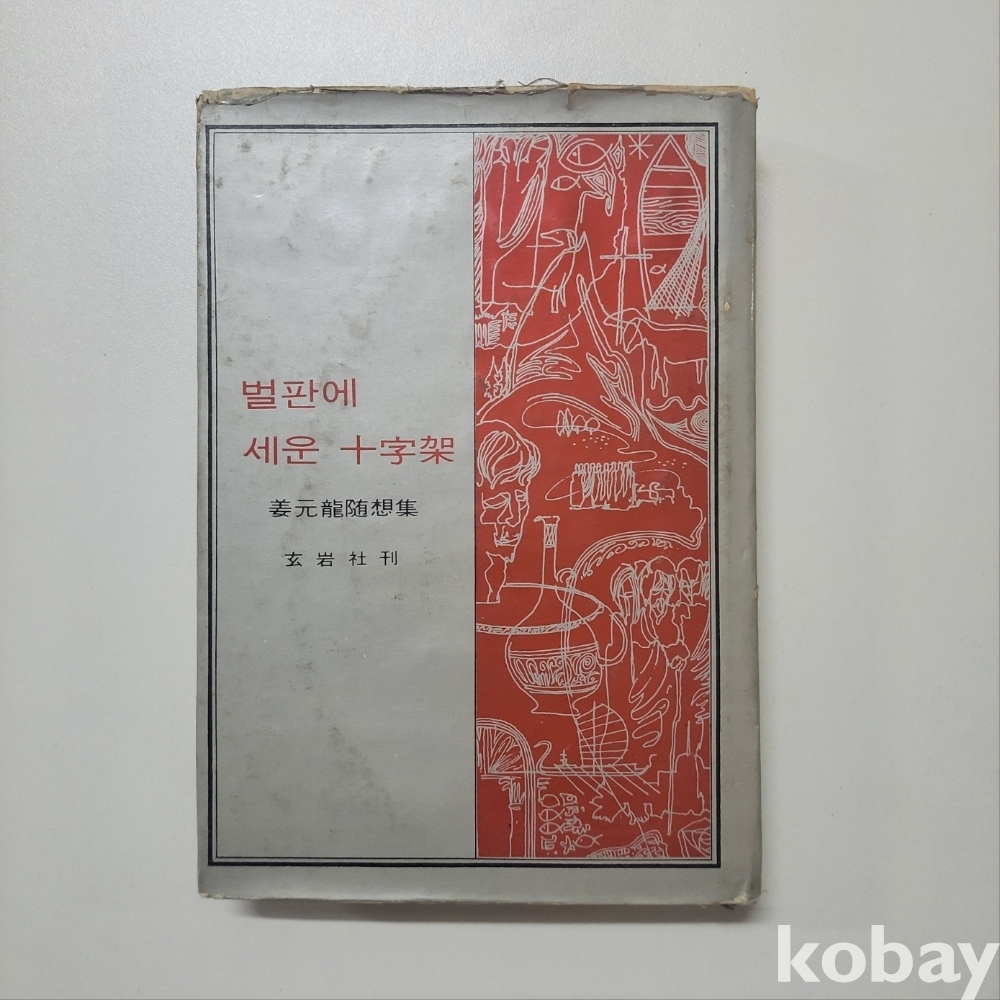 벌판에
세운 十字架
姜元龍随想集
玄岩社刊
kobay